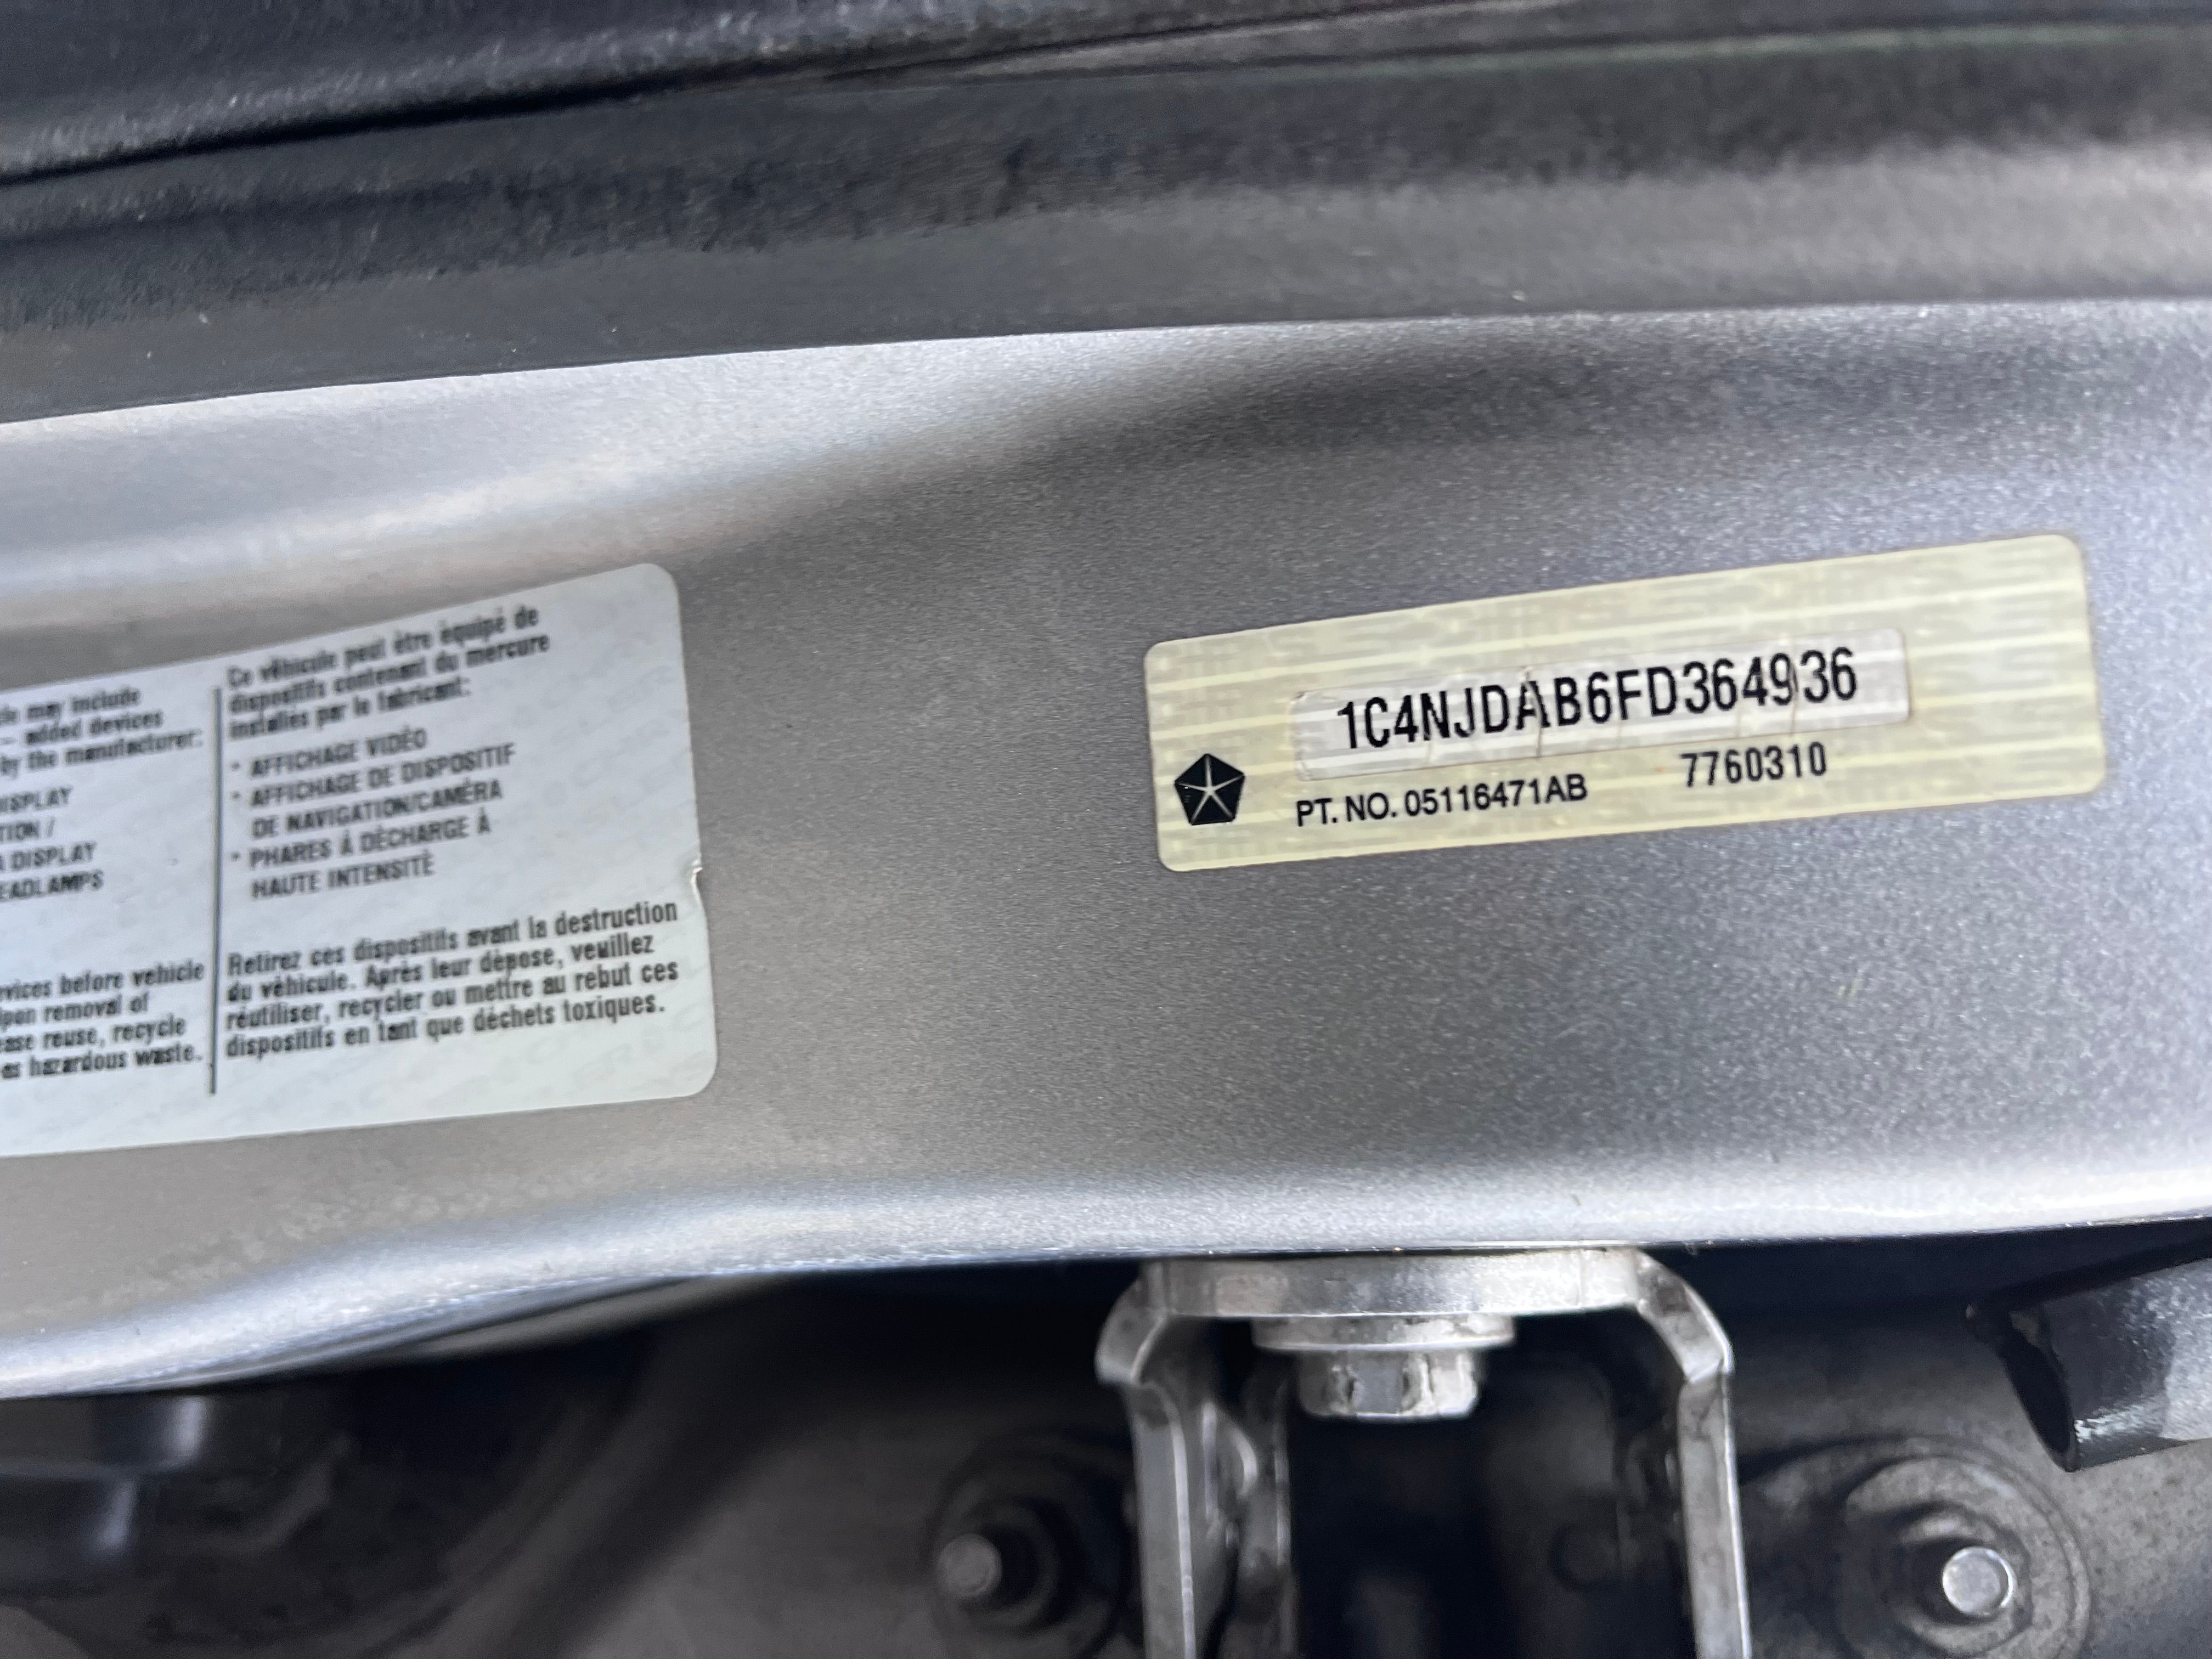 le may include
– added devices
by the manufacturer:
ISPLAY
TION /
A DISPLAY
EADLAMPS
vices before vehicle
pon removal of
ease reuse, recycle
as hazardous waste.
Ce véhicule peut être équipé de
dispositifs contenant du mercure
installés par le fabricant:
• AFFICHAGE VIDÉO
• AFFICHAGE DE DISPOSITIF
DE NAVIGATION/CAMÉRA
• PHARES À DÉCHARGE À
HAUTE INTENSITÉ
Retirez ces dispositifs avant la destruction
du véhicule. Après leur dépose, veuillez
réutiliser, recycler ou mettre au rebut ces
dispositifs en tant que déchets toxiques.
1C4NJDAB6FD364936
PT. NO. 05116471AB 7760310